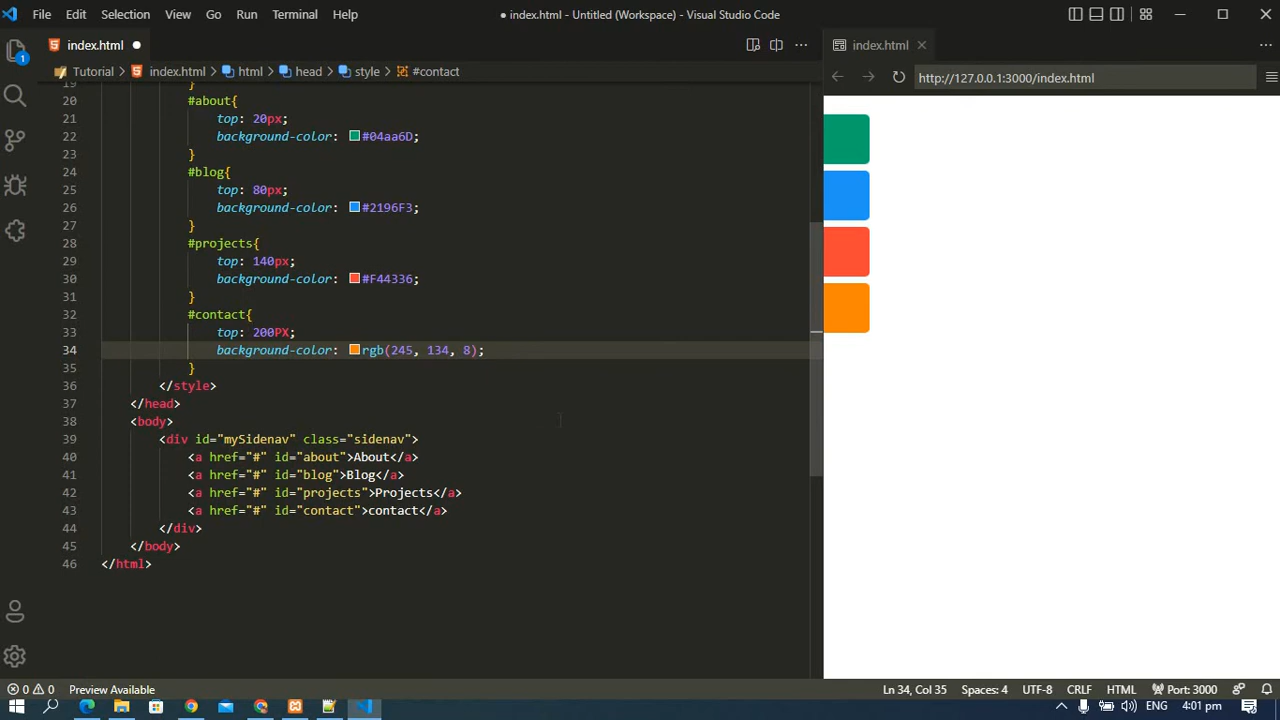 File Edit Selection View Go Run Terminal Help
● index.html - Untitled (Workspace) - Visual Studio Code
index.html
index.html
Tutorial > index.html > html > head > style > #contact
http://127.0.0.1:3000/index.html
1
19 }
20 #about{
21 top: 20px;
22 background-color: #04aa6D;
23 }
24 #blog{
25 top: 80px;
26 background-color: #2196F3;
27 }
28 #projects{
29 top: 140px;
30 background-color: #F44336;
31 }
32 #contact{
33 top: 200PX;
34 background-color: rgb(245, 134, 8);
35 }
36 </style>
37 </head>
38 <body>
39 <div id="mySidenav" class="sidenav">
40 <a href="#" id="about">About</a>
41 <a href="#" id="blog">Blog</a>
42 <a href="#" id="projects">Projects</a>
43 <a href="#" id="contact">contact</a>
44 </div>
45 </body>
46 </html>
0 0 Preview Available
Ln 34, Col 35 Spaces: 4 UTF-8 CRLF HTML Port: 3000
ENG 4:01 pm